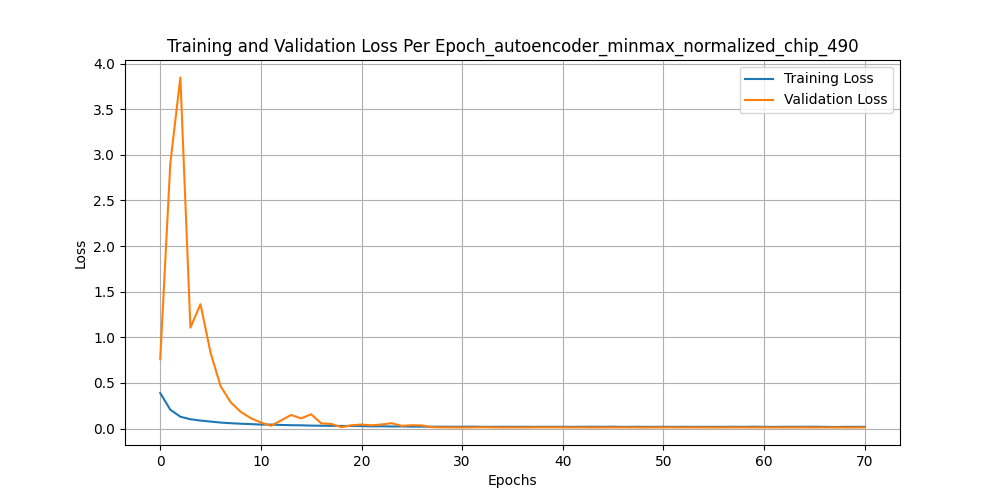 Training and Validation Loss Per Epoch_autoencoder_minmax_normalized_chip_490
Training Loss
Validation Loss
4.0
3.5
3.0
2.5
2.0
1.5
1.0
0.5
0.0
Loss
0 10 20 30 40 50 60 70
Epochs